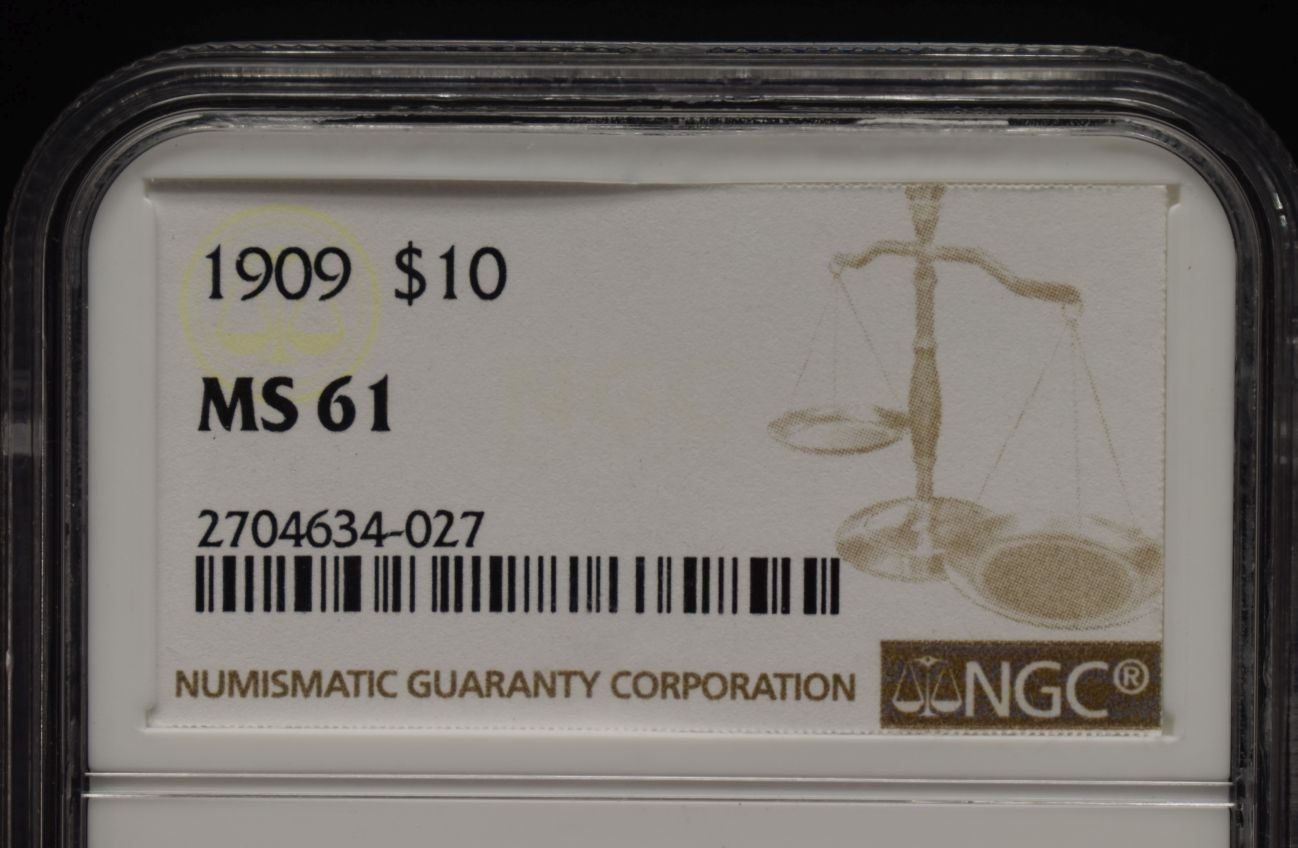 1909 $10
MS 61
2704634-027
NUMISMATIC GUARANTY CORPORATION
NGC®